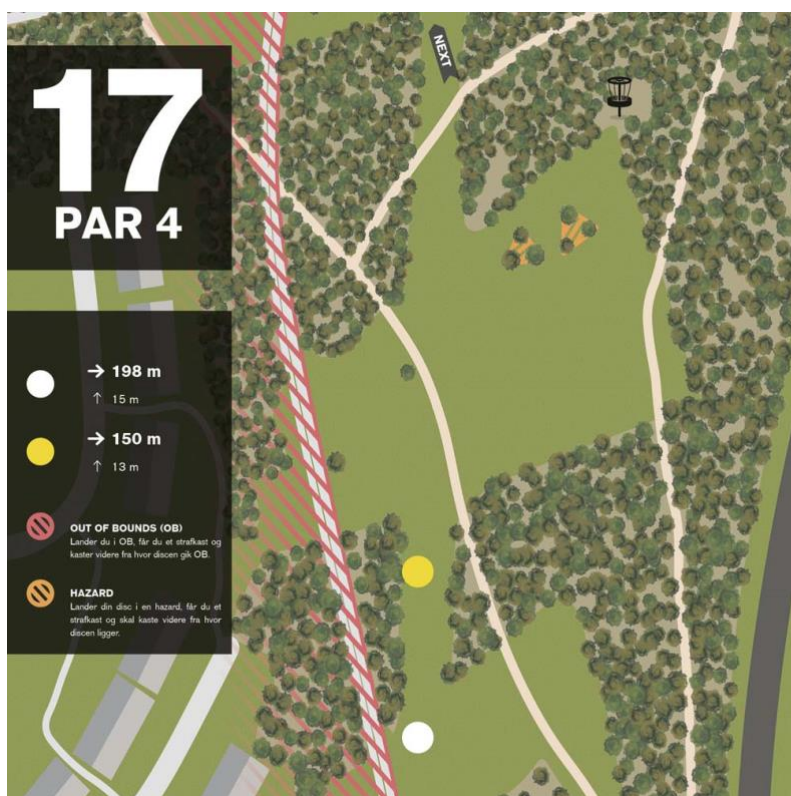 NEXT
17
PAR 4
→ 198 m
↑ 15 m
→ 150 m
↑ 13 m
OUT OF BOUNDS (OB)
Lander du i OB, får du et strafkast og
kaster videre fra hvor discen gik OB.
HAZARD
Lander din disc i en hazard, får du et
strafkast og skal kaste videre fra hvor
discen ligger.